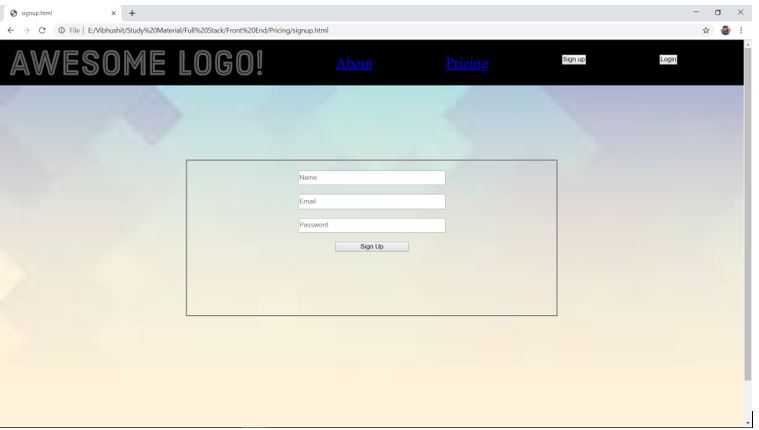 signup.html
File | E:/Vibhushit/Study%20Material/Full%20Stack/Front%20End/Pricing/signup.html
AWESOME LOGO! About Pricing Sign up Login
Name
Email
Password
Sign Up